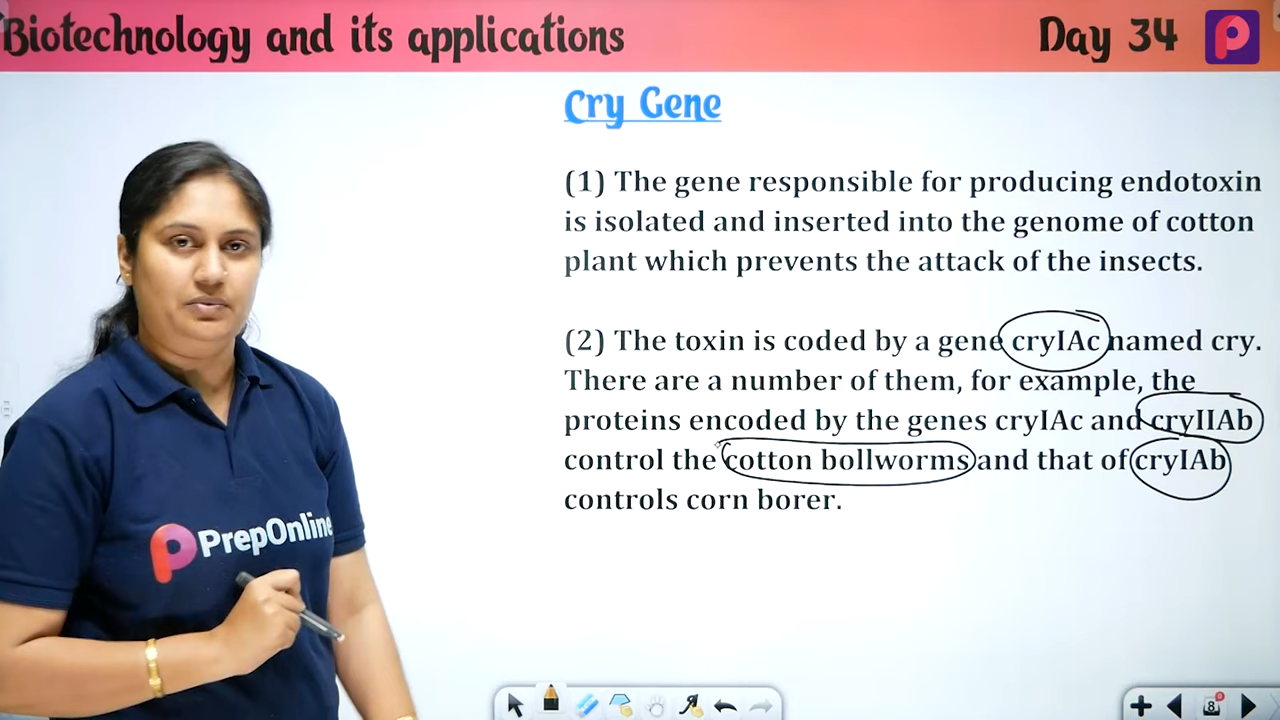 Biotechnology and its applications
Day 34
Cry Gene
(1) The gene responsible for producing endotoxin
is isolated and inserted into the genome of cotton
plant which prevents the attack of the insects.
(2) The toxin is coded by a gene cryIAc named cry.
There are a number of them, for example, the
proteins encoded by the genes cryIAc and cryIIAb
control the cotton bollworms and that of cryIAb
controls corn borer.
PrepOnline
8